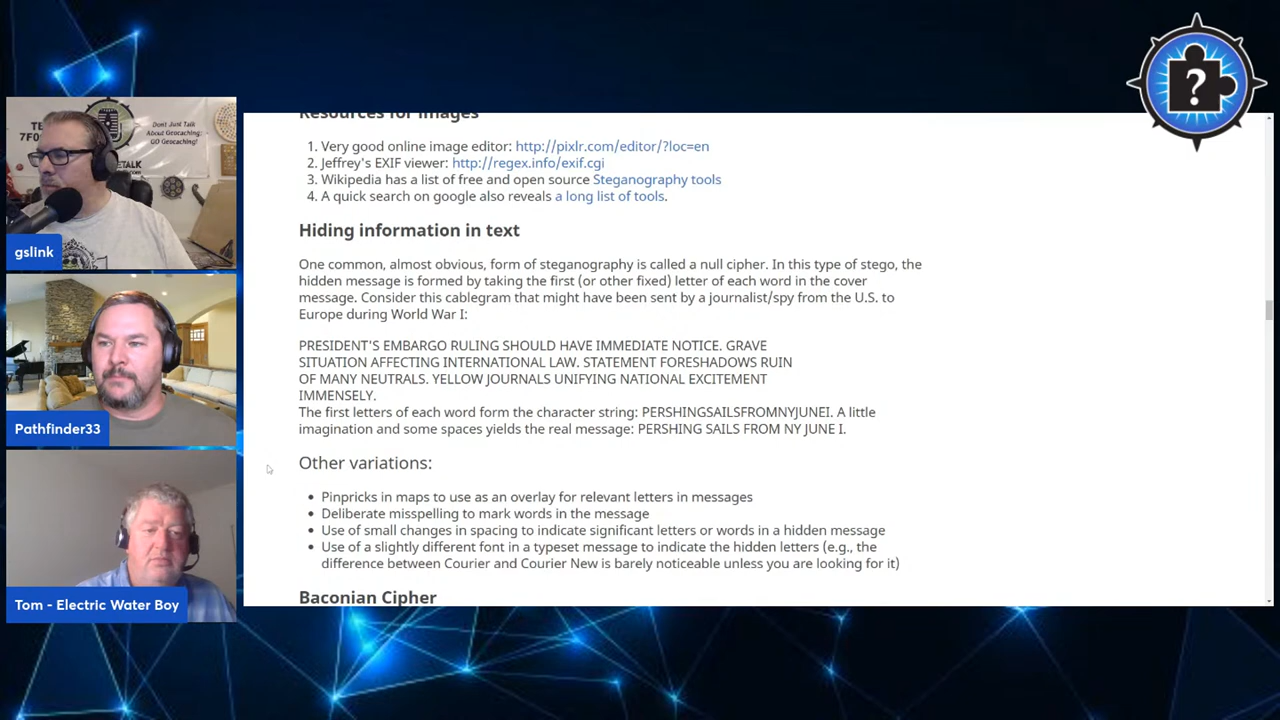 Don't Just Talk
About Geocaching;
GO Geocaching!
gslink
Pathfinder33
Tom - Electric Water Boy
?
Resources for images
1. Very good online image editor: http://pixlr.com/editor/?loc=en
2. Jeffrey's EXIF viewer: http://regex.info/exif.cgi
3. Wikipedia has a list of free and open source Steganography tools
4. A quick search on google also reveals a long list of tools.
Hiding information in text
One common, almost obvious, form of steganography is called a null cipher. In this type of stego, the
hidden message is formed by taking the first (or other fixed) letter of each word in the cover
message. Consider this cablegram that might have been sent by a journalist/spy from the U.S. to
Europe during World War I:
PRESIDENT'S EMBARGO RULING SHOULD HAVE IMMEDIATE NOTICE. GRAVE
SITUATION AFFECTING INTERNATIONAL LAW. STATEMENT FORESHADOWS RUIN
OF MANY NEUTRALS. YELLOW JOURNALS UNIFYING NATIONAL EXCITEMENT
IMMENSELY.
The first letters of each word form the character string: PERSHINGSAILSFROMNYJUNEI. A little
imagination and some spaces yields the real message: PERSHING SAILS FROM NY JUNE I.
Other variations:
• Pinpricks in maps to use as an overlay for relevant letters in messages
• Deliberate misspelling to mark words in the message
• Use of small changes in spacing to indicate significant letters or words in a hidden message
• Use of a slightly different font in a typeset message to indicate the hidden letters (e.g., the
difference between Courier and Courier New is barely noticeable unless you are looking for it)
Baconian Cipher